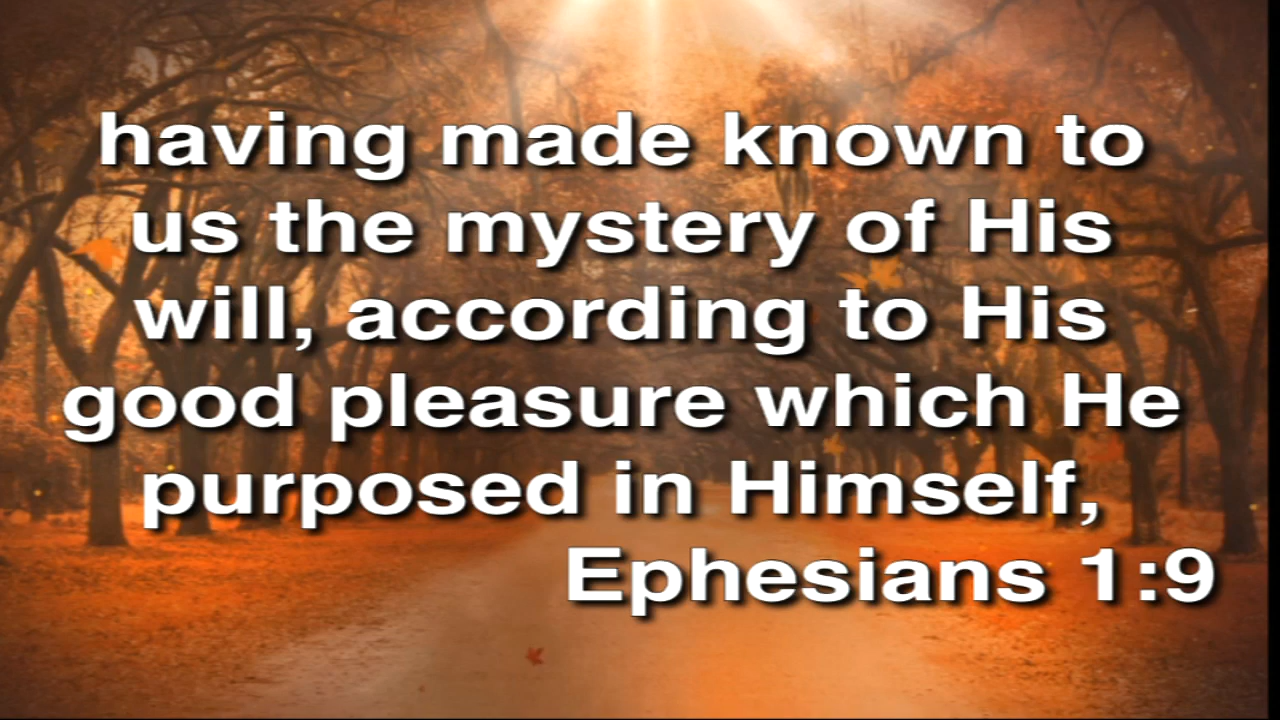 having made known to
us the mystery of His
will, according to His
good pleasure which He
purposed in Himself,
Ephesians 1:9